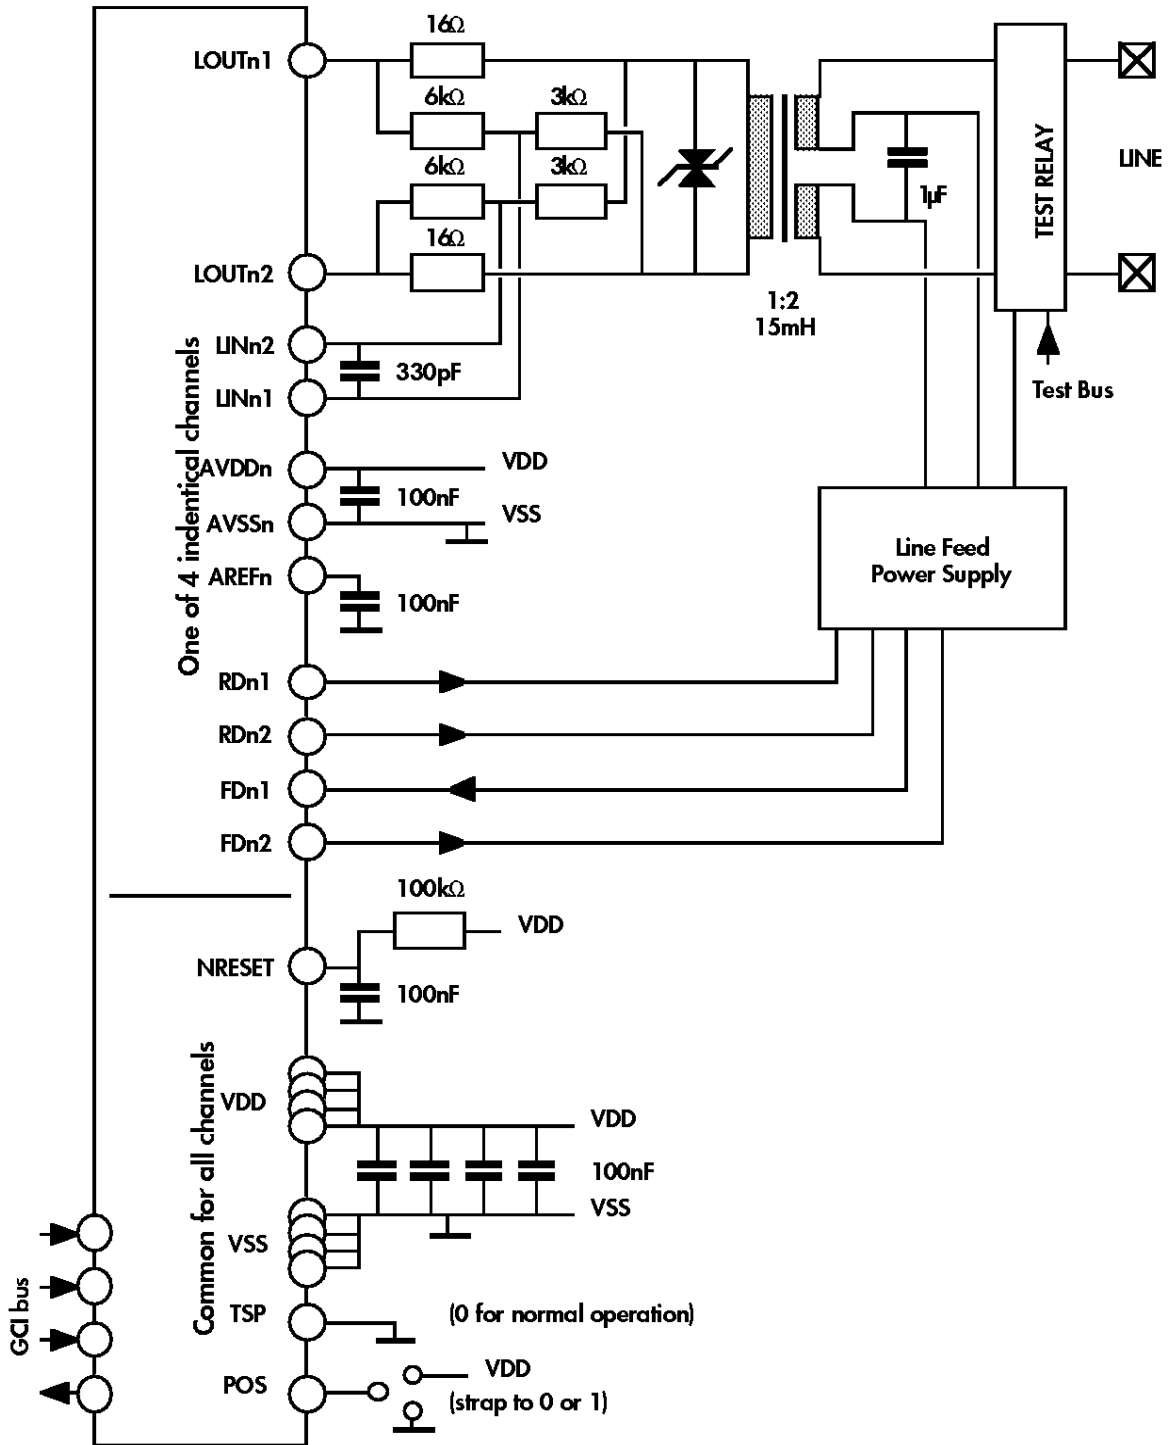 16Ω
LOUTn1
6kΩ
3kΩ
6kΩ
3kΩ
16Ω
LOUTn2
1:2
15mH
1µF
TEST RELAY
LINE
Test Bus
LINn2
330pF
LINn1
AVDDn
VDD
100nF
AVSSn
VSS
AREFn
100nF
One of 4 indentical channels
Line Feed
Power Supply
RDn1
RDn2
FDn1
FDn2
100kΩ
VDD
NRESET
100nF
Common for all channels
VDD
VDD
100nF
VSS
VSS
TSP
(0 for normal operation)
POS
VDD
(strap to 0 or 1)
GCI bus